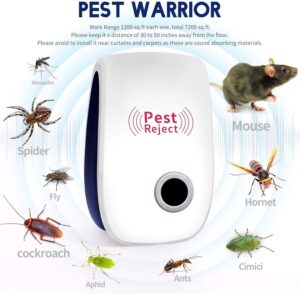 PEST WARRIOR
Work Range 1200 sq.ft each one, total 7200 sq.ft.
Please keep it a distance of 30 to 50 inches away from the floor.
Please avoid to install it near curtains and carpets as these are sound absorbing materials.
Mosquito
Mouse
Pest
Reject
Spider
Fly
Hornet
cockroach
Aphid
Ants
Cimici